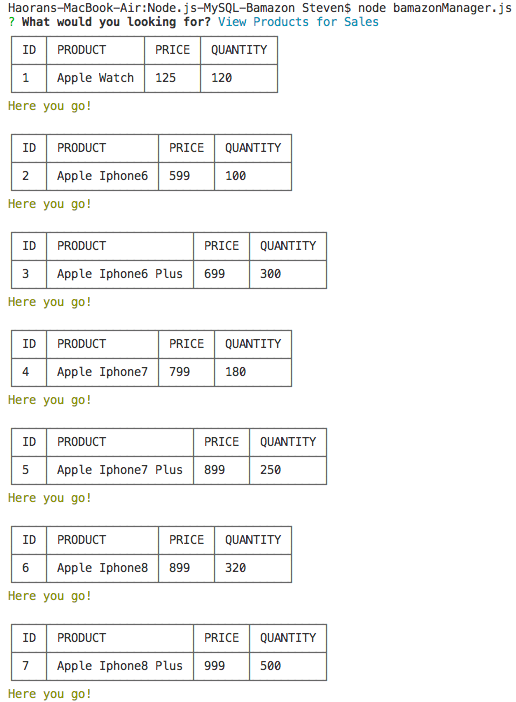 Haorans-MacBook-Air:Node.js-MySQL-Bamazon Steven$ node bamazonManager.js
? What would you looking for? View Products for Sales
ID PRODUCT PRICE QUANTITY
1 Apple Watch 125 120
Here you go!
ID PRODUCT PRICE QUANTITY
2 Apple Iphone6 599 100
Here you go!
ID PRODUCT PRICE QUANTITY
3 Apple Iphone6 Plus 699 300
Here you go!
ID PRODUCT PRICE QUANTITY
4 Apple Iphone7 799 180
Here you go!
ID PRODUCT PRICE QUANTITY
5 Apple Iphone7 Plus 899 250
Here you go!
ID PRODUCT PRICE QUANTITY
6 Apple Iphone8 899 320
Here you go!
ID PRODUCT PRICE QUANTITY
7 Apple Iphone8 Plus 999 500
Here you go!